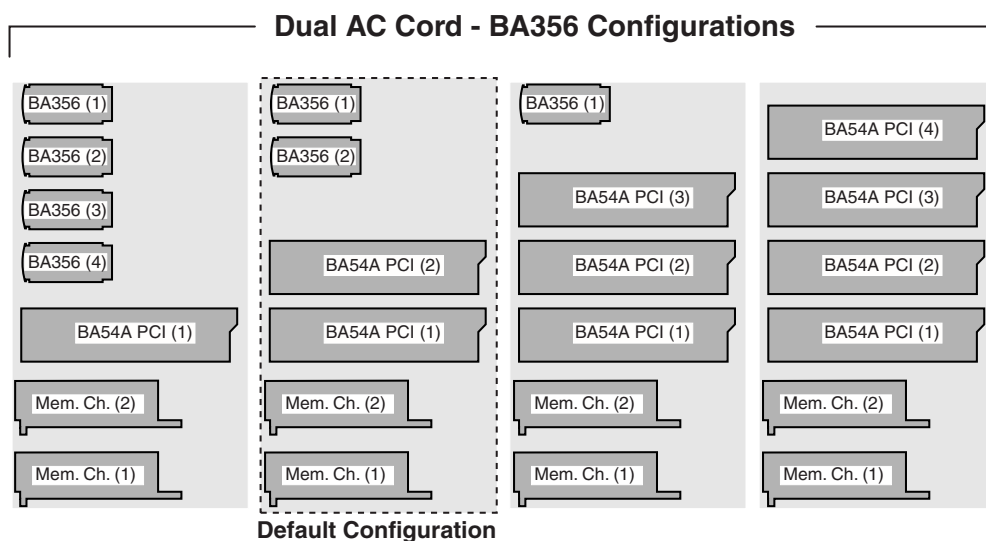 Dual AC Cord - BA356 Configurations
BA356 (1)
BA356 (2)
BA356 (3)
BA356 (4)
BA54A PCI (1)
Mem. Ch. (2)
Mem. Ch. (1)
BA356 (1)
BA356 (2)
BA54A PCI (2)
BA54A PCI (1)
Mem. Ch. (2)
Mem. Ch. (1)
Default Configuration
BA356 (1)
BA54A PCI (3)
BA54A PCI (2)
BA54A PCI (1)
Mem. Ch. (2)
Mem. Ch. (1)
BA54A PCI (4)
BA54A PCI (3)
BA54A PCI (2)
BA54A PCI (1)
Mem. Ch. (2)
Mem. Ch. (1)